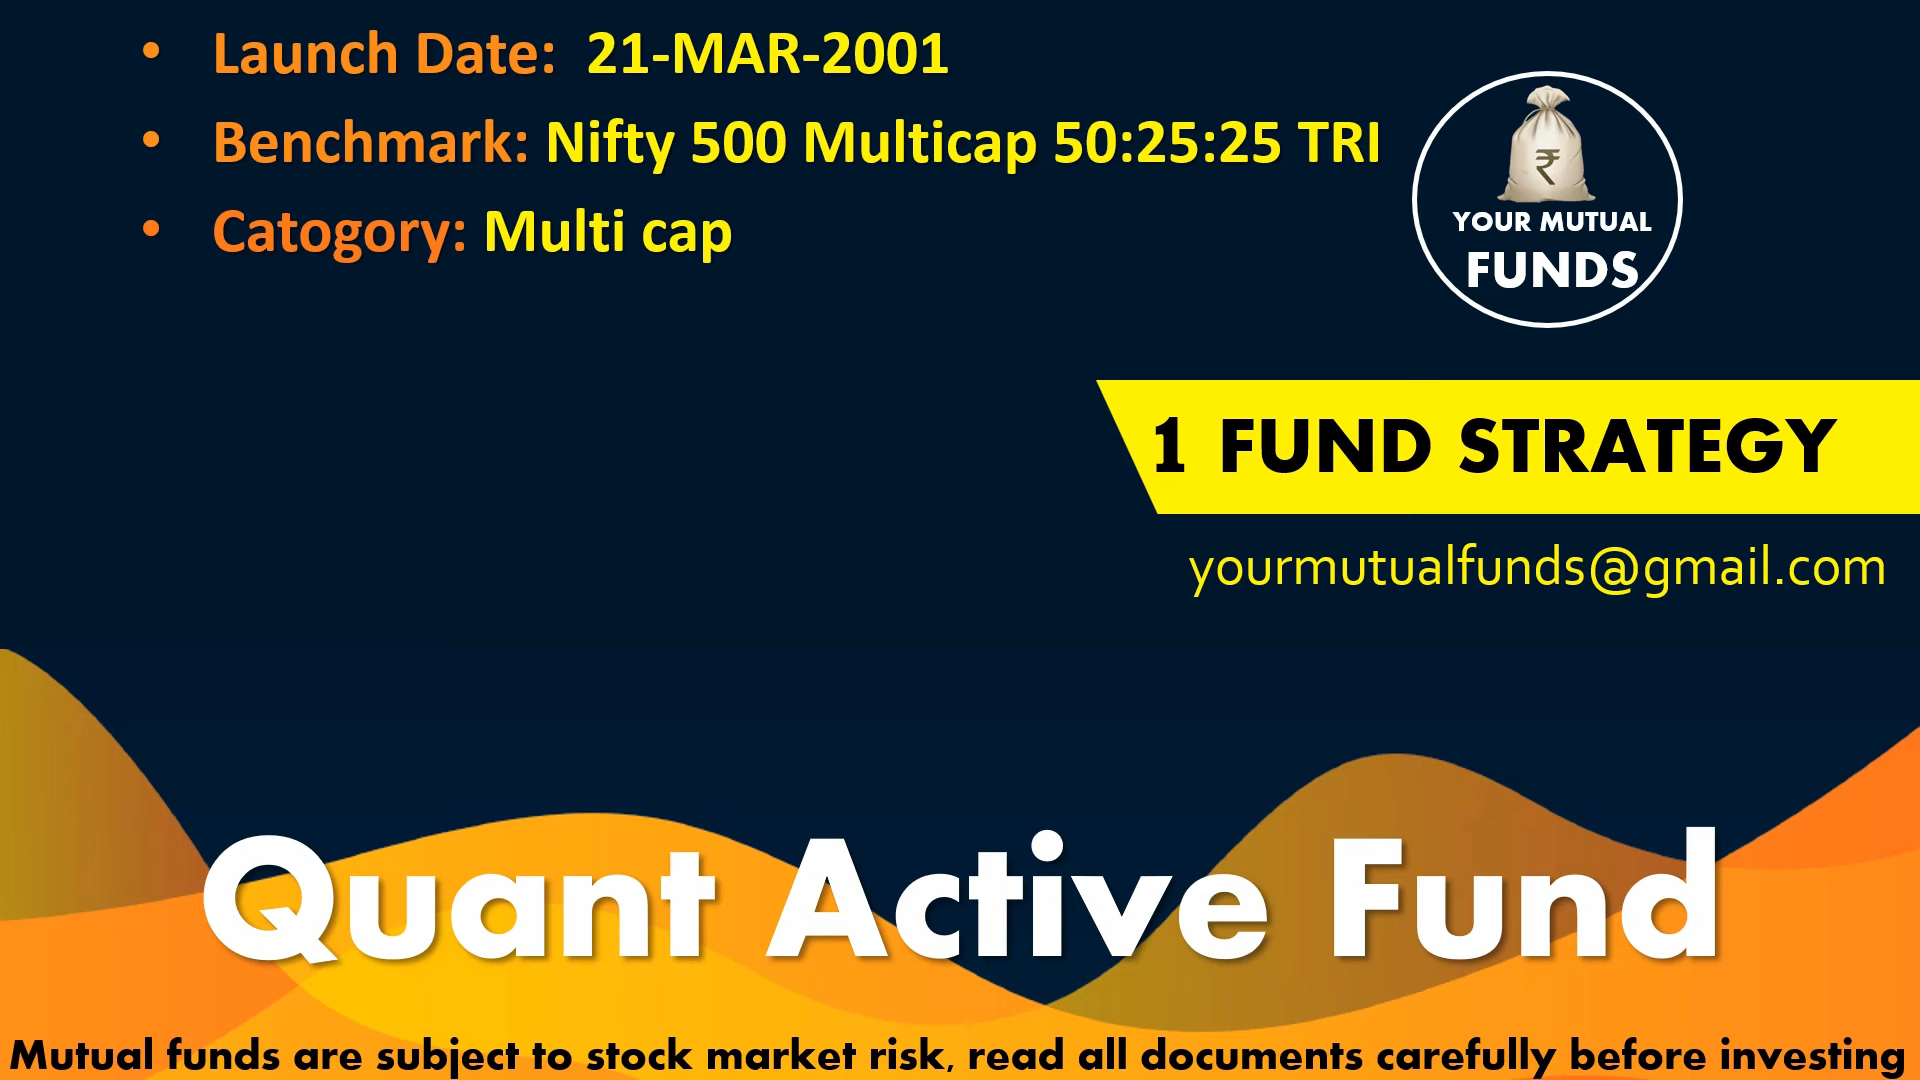 • Launch Date: 21-MAR-2001
• Benchmark: Nifty 500 Multicap 50:25:25 TRI
• Catogory: Multi cap
₹
YOUR MUTUAL
FUNDS
1 FUND STRATEGY
yourmutualfunds@gmail.com
Quant Active Fund
Mutual funds are subject to stock market risk, read all documents carefully before investing